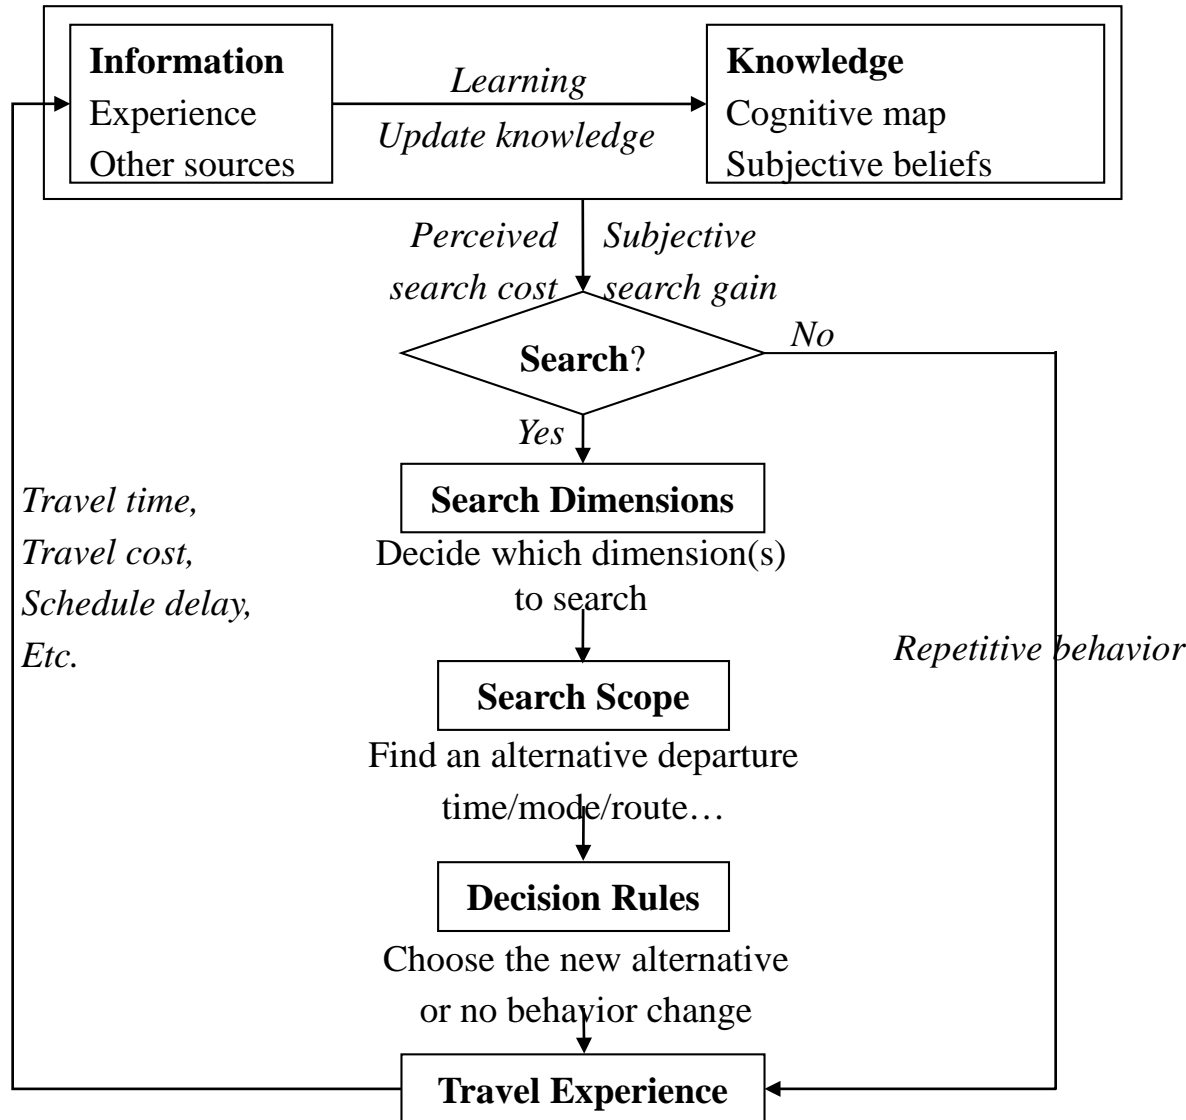 Information
Experience
Other sources
Learning
Update knowledge
Knowledge
Cognitive map
Subjective beliefs
Perceived
search cost
Subjective
search gain
Search?
No
Yes
Search Dimensions
Decide which dimension(s)
to search
Travel time,
Travel cost,
Schedule delay,
Etc.
Repetitive behavior
Search Scope
Find an alternative departure
time/mode/route…
Decision Rules
Choose the new alternative
or no behavior change
Travel Experience